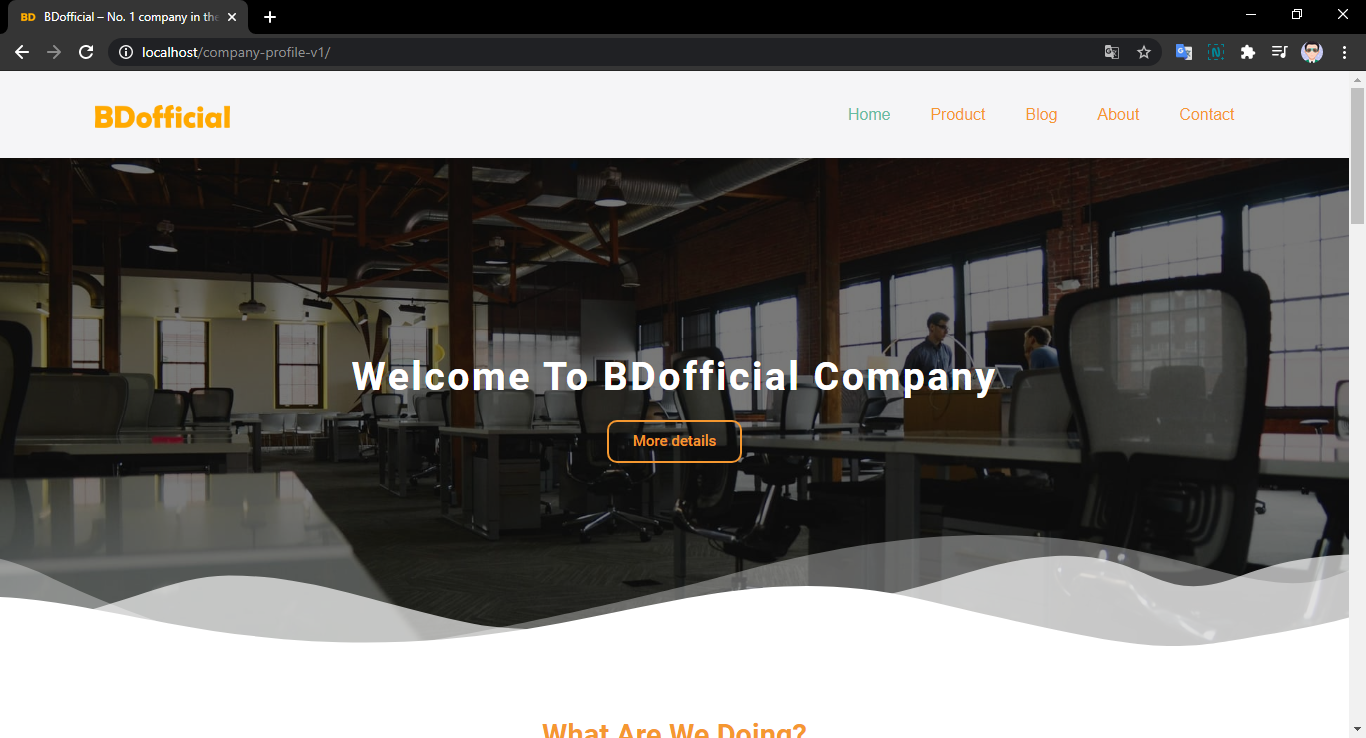 BD BDofficial – No. 1 company in the
localhost/company-profile-v1/
BDofficial
Home Product Blog About Contact
Welcome To BDofficial Company
More details
What Are We Doing?